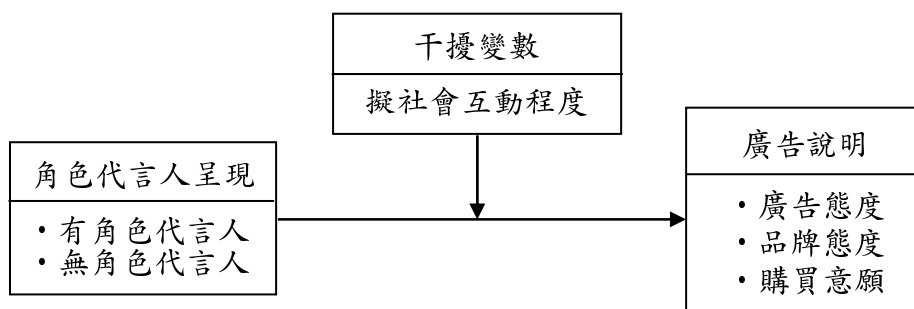 干擾變數
擬社會互動程度
角色代言人呈現
・有角色代言人
・無角色代言人
廣告說明
・廣告態度
・品牌態度
・購買意願